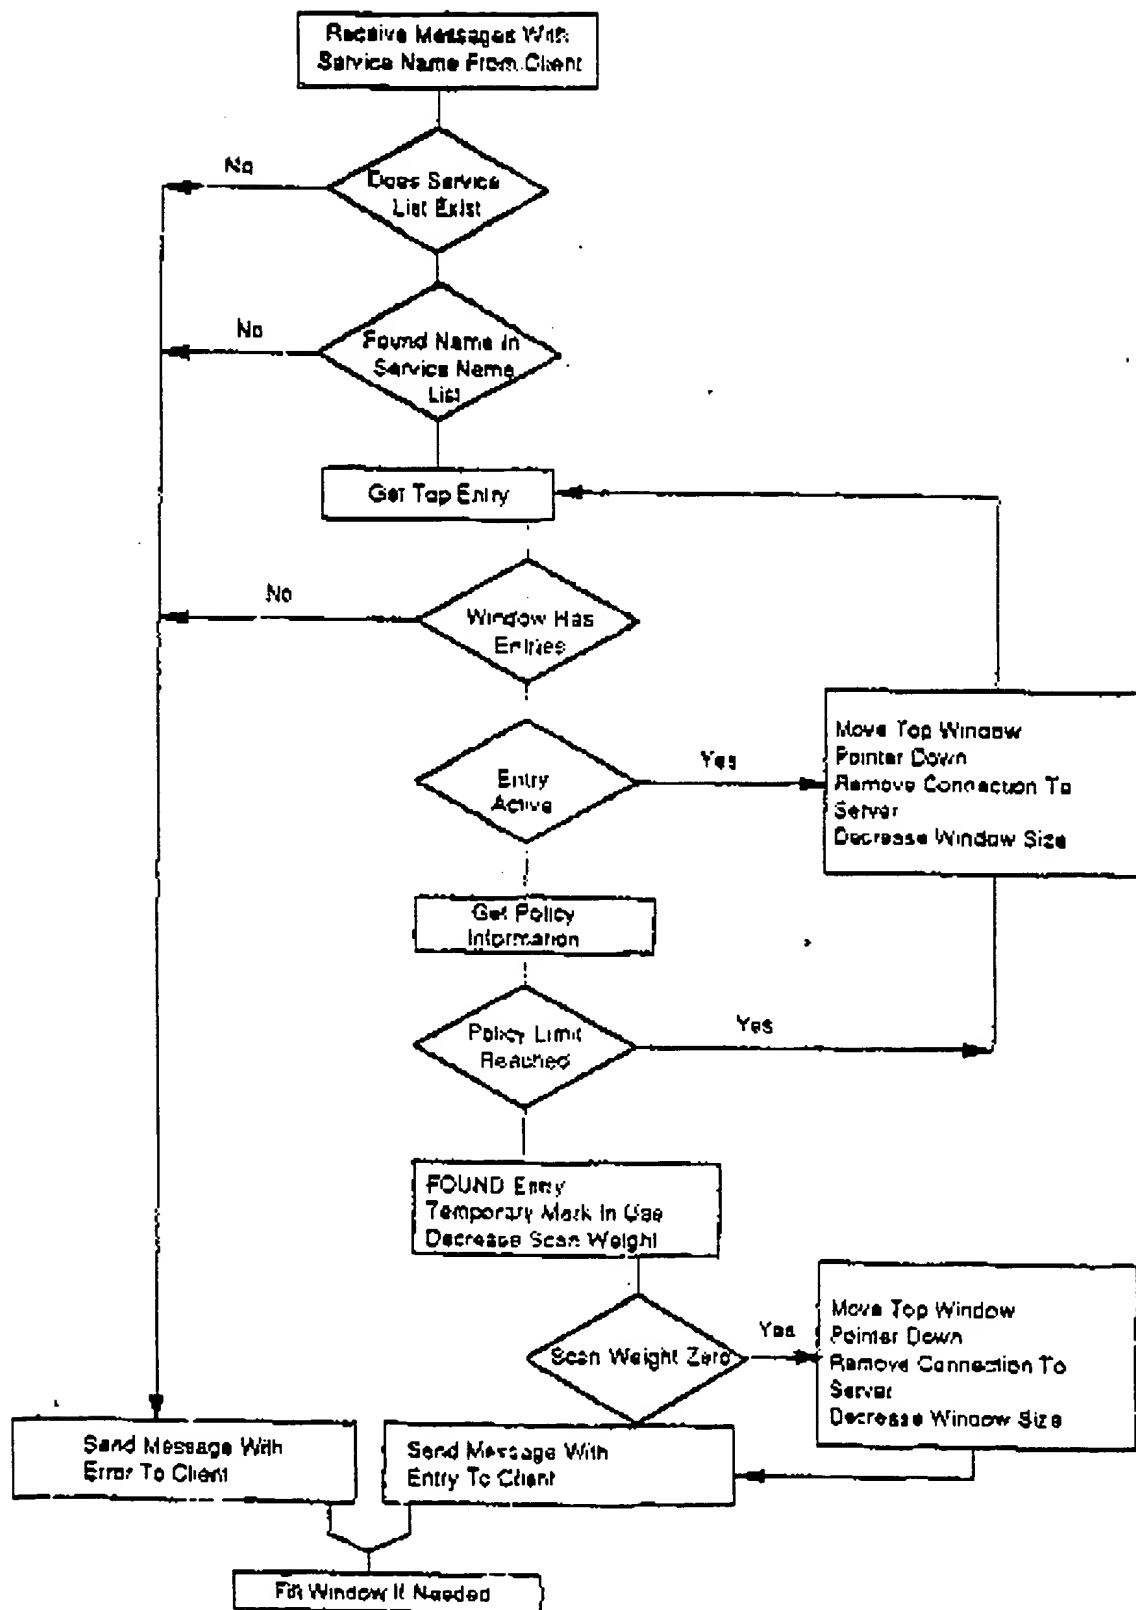 Receive Messages With
Service Name From Client
No
Does Service
List Exist
No
Found Name In
Service Name
List
Get Top Entry
No
Window Has
Entries
Move Top Window
Pointer Down
Remove Connection To
Server
Decrease Window Size
Yes
Entry
Active
Get Policy
Information
Policy Limit
Reached
Yes
FOUND Entry
Temporary Mark In Use
Decrease Scan Weight
Scan Weight Zero
Yes
Move Top Window
Pointer Down
Remove Connection To
Server
Decrease Window Size
Send Message With
Error To Client
Send Message With
Entry To Client
Fill Window If Needed